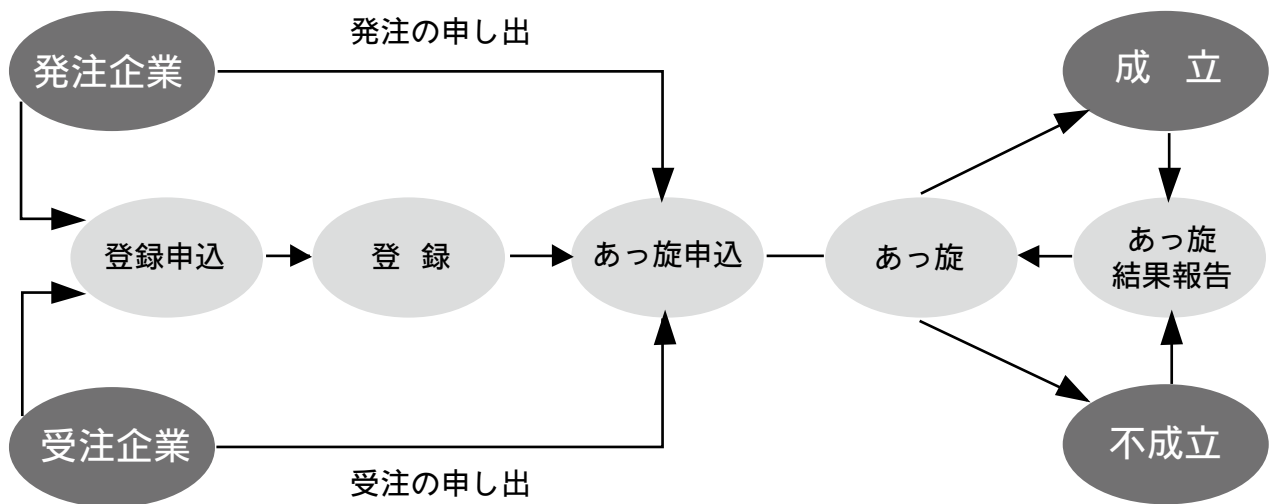 発注の申し出
発注企業
成 立
登録申込
登 録
あっ旋申込
あっ旋
あっ旋
結果報告
受注企業
不成立
受注の申し出